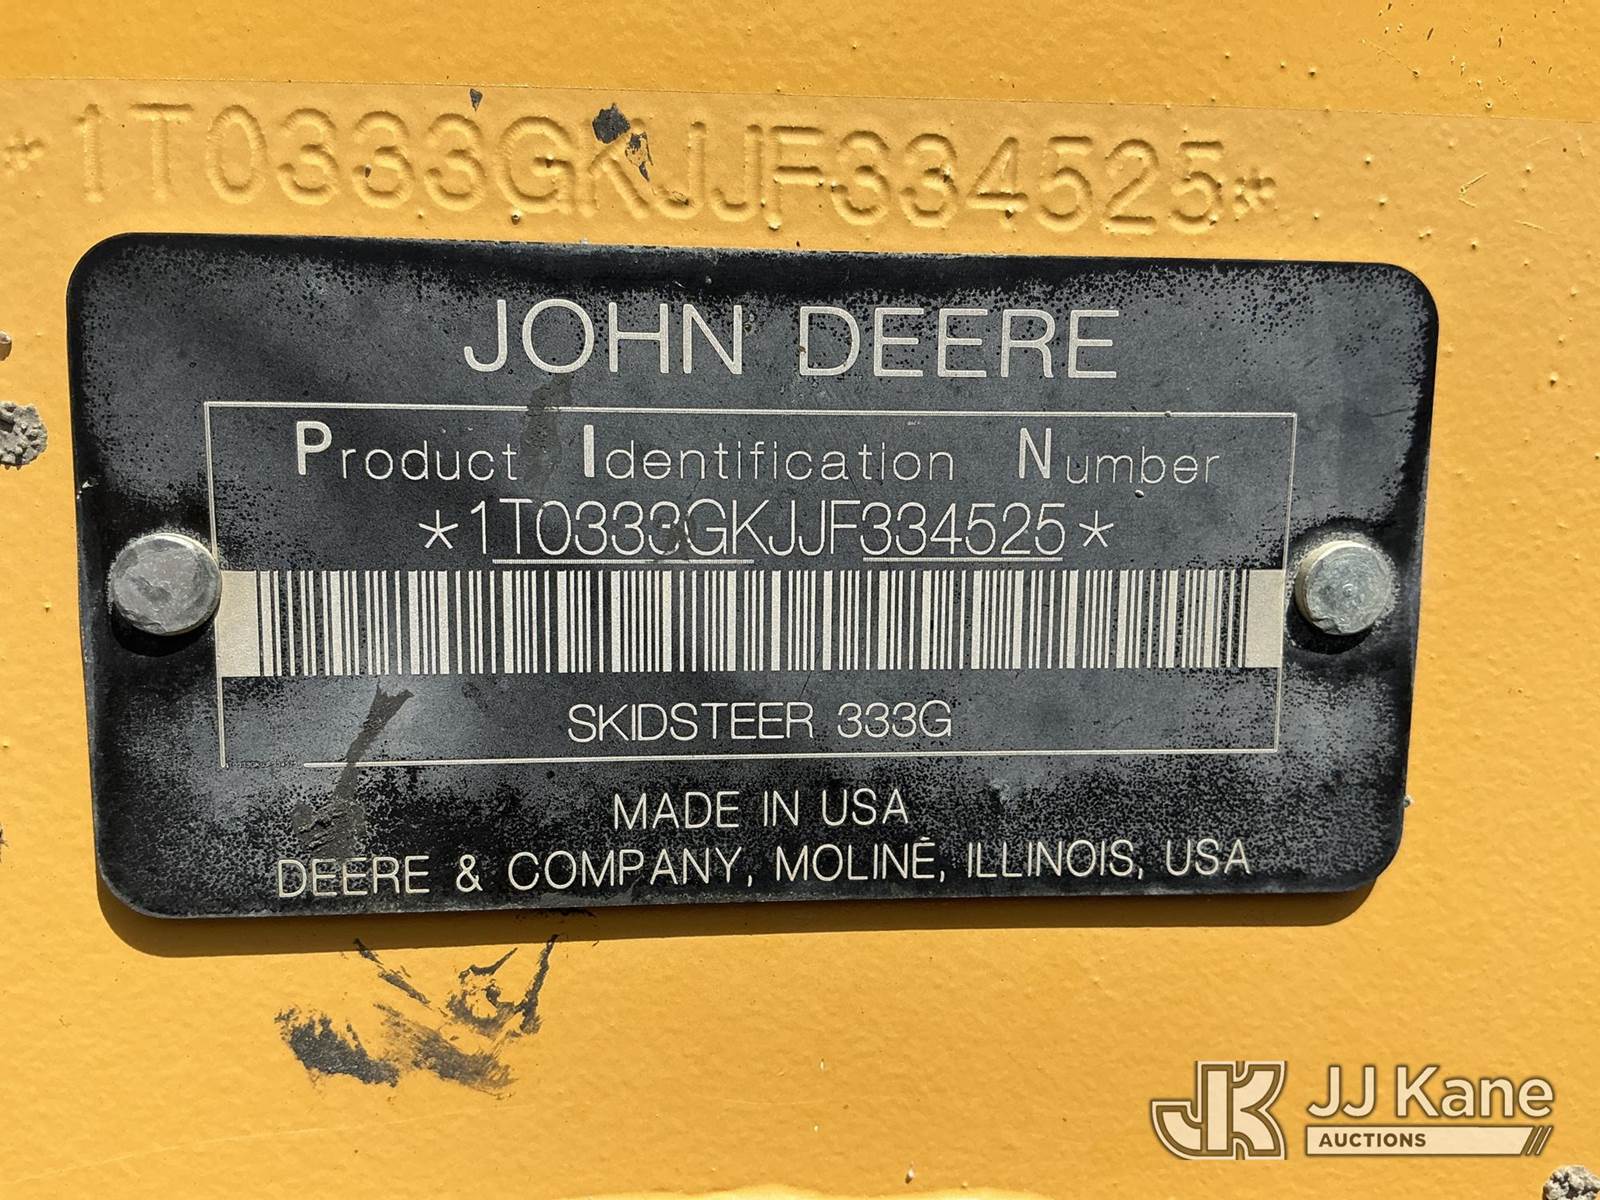 *1T0333GKJJF334525*
JOHN DEERE
Product Identification Number
*1T0333GKJJF334525*
SKIDSTEER 333G
MADE IN USA
DEERE & COMPANY, MOLINE, ILLINOIS, USA
JK JJ Kane
AUCTIONS